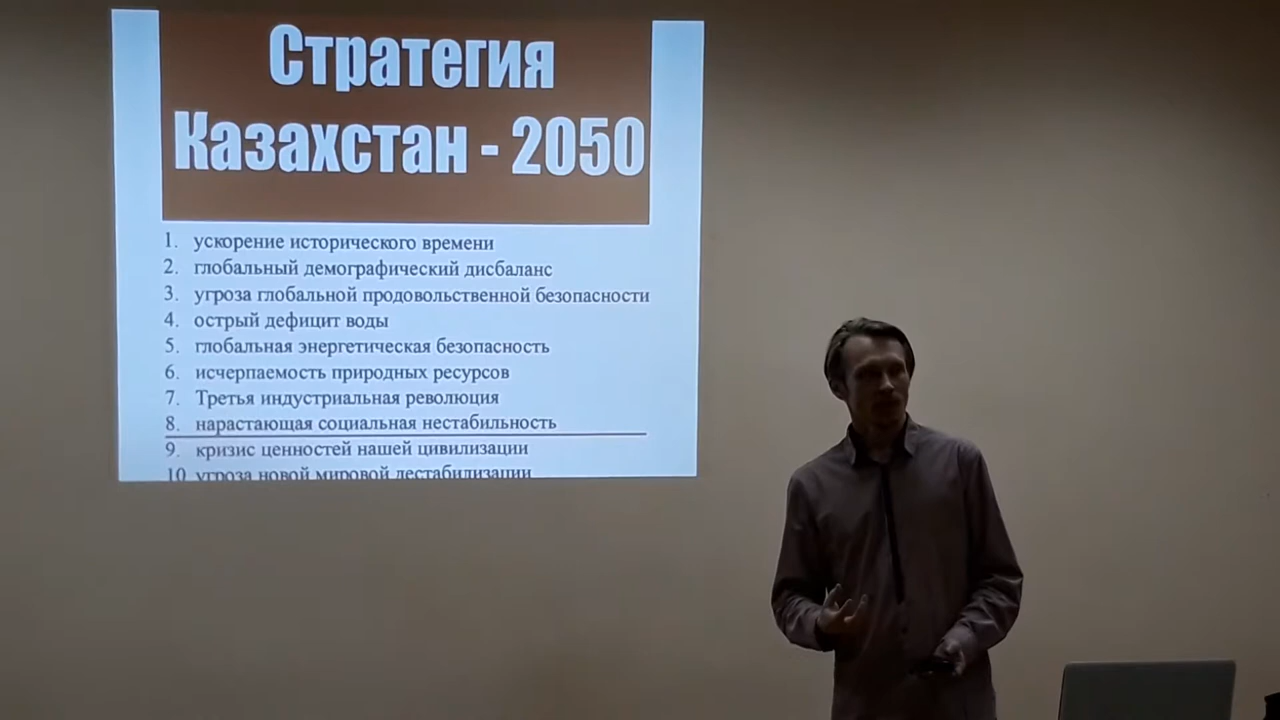 Стратегия
Казахстан - 2050
1. ускорение исторического времени
2. глобальный демографический дисбаланс
3. угроза глобальной продовольственной безопасности
4. острый дефицит воды
5. глобальная энергетическая безопасность
6. исчерпаемость природных ресурсов
7. Третья индустриальная революция
8. нарастающая социальная нестабильность
9. кризис ценностей нашей цивилизации
10 угроза новой мировой дестабилизации